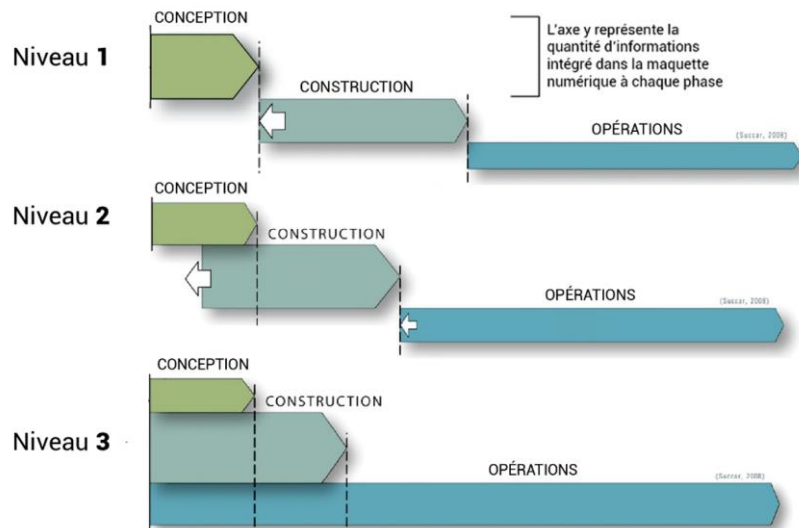 CONCEPTION
Niveau 1
L'axe y représente la
quantité d'informations
intégré dans la maquette
numérique à chaque phase
CONSTRUCTION
OPÉRATIONS
(Succar, 2008)
CONCEPTION
Niveau 2
CONSTRUCTION
OPÉRATIONS
(Succar, 2008)
CONCEPTION
CONSTRUCTION
Niveau 3
OPÉRATIONS
(Succar, 2008)